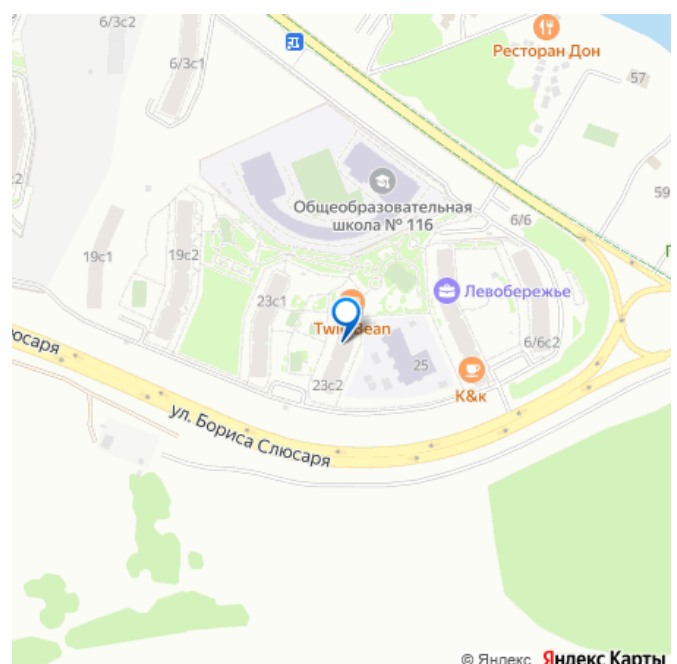 6/3с2
Ресторан Дон
6/3с1
57
Общеобразовательная
школа № 116
59
6/6
19с1
19с2
Левобережье
23с1
Twin Bean
6/6с2
25
23с2
К&к
ул. Бориса Слюсаря
© Яндекс Яндекс Карты